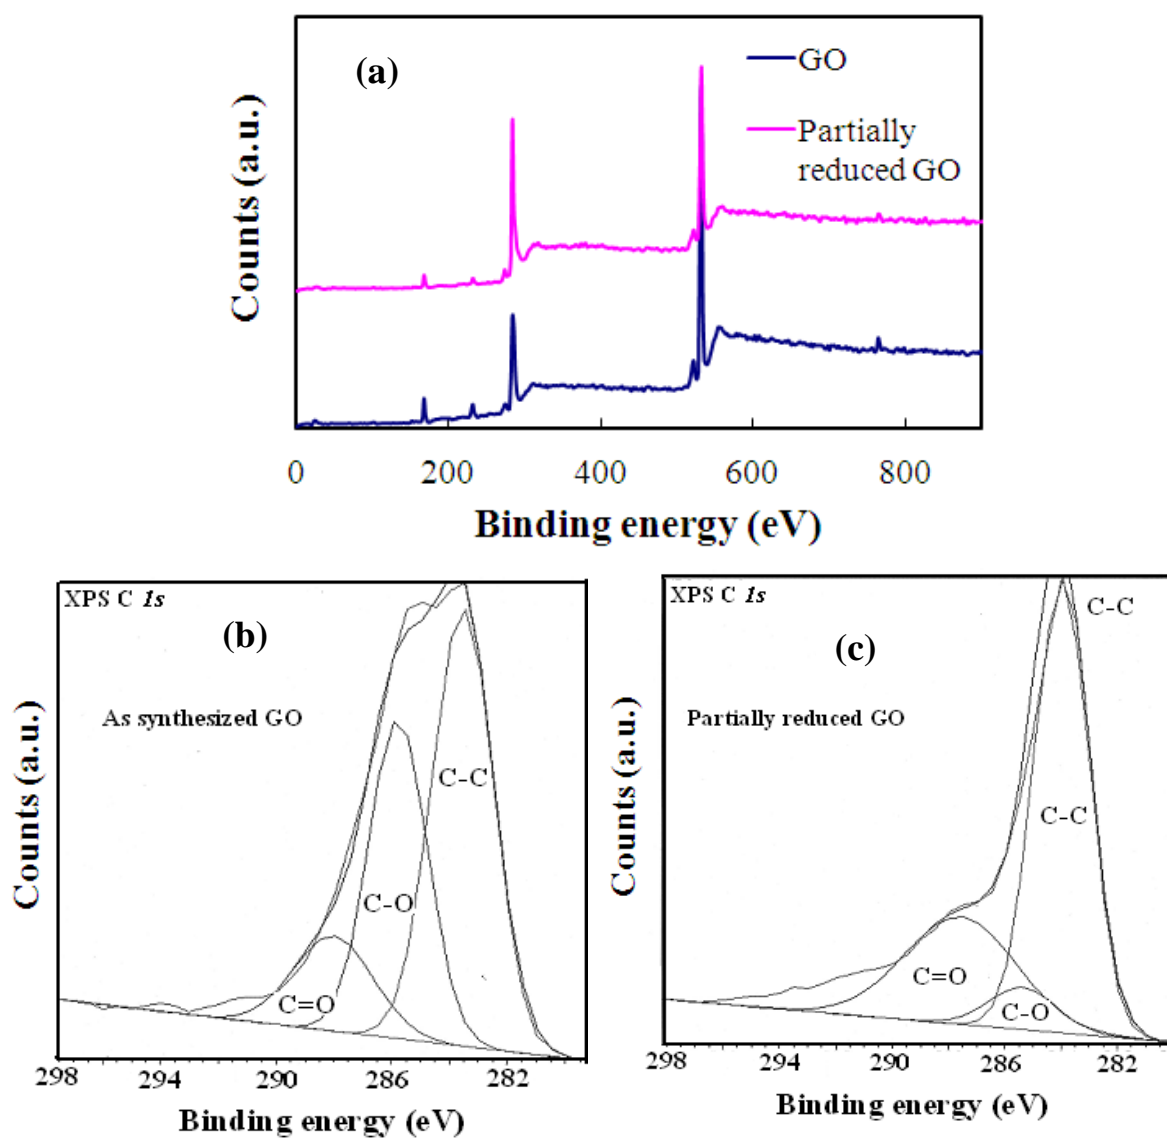 (a)
GO
Partially
reduced GO
Counts (a.u.)
0 200 400 600 800
Binding energy (eV)
XPS C 1s
(b)
As synthesized GO
C-C
C-O
C=O
Counts (a.u.)
298 294 290 286 282
Binding energy (eV)
XPS C 1s
C-C
(c)
Partially reduced GO
C-C
C=O
C-O
Counts (a.u.)
298 294 290 286 282
Binding energy (eV)